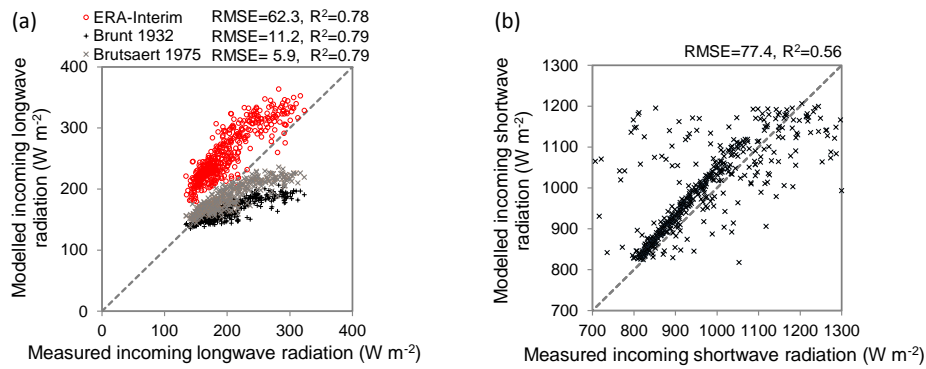 (a)
ERA-Interim RMSE=62.3, R²=0.78
Brunt 1932 RMSE=11.2, R²=0.79
Brutsaert 1975 RMSE= 5.9, R²=0.79
400
300
200
100
0
0 100 200 300 400
Modelled incoming longwave
radiation (W m⁻²)
Measured incoming longwave radiation (W m⁻²)
(b)
RMSE=77.4, R²=0.56
1300
1200
1100
1000
900
800
700
700 800 900 1000 1100 1200 1300
Modelled incoming shortwave
radiation (W m⁻²)
Measured incoming shortwave radiation (W m⁻²)